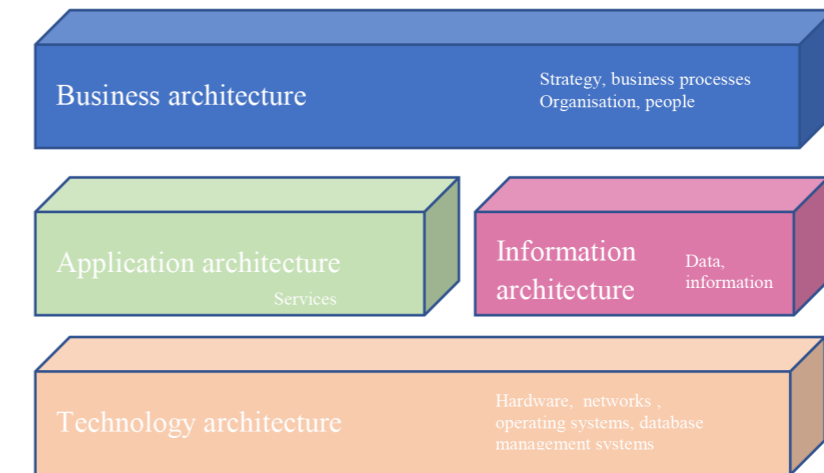 Business architecture
Strategy, business processes
Organisation, people
Application architecture
Services
Information
architecture
Data,
information
Technology architecture
Hardware, networks ,
operating systems, database
management systems